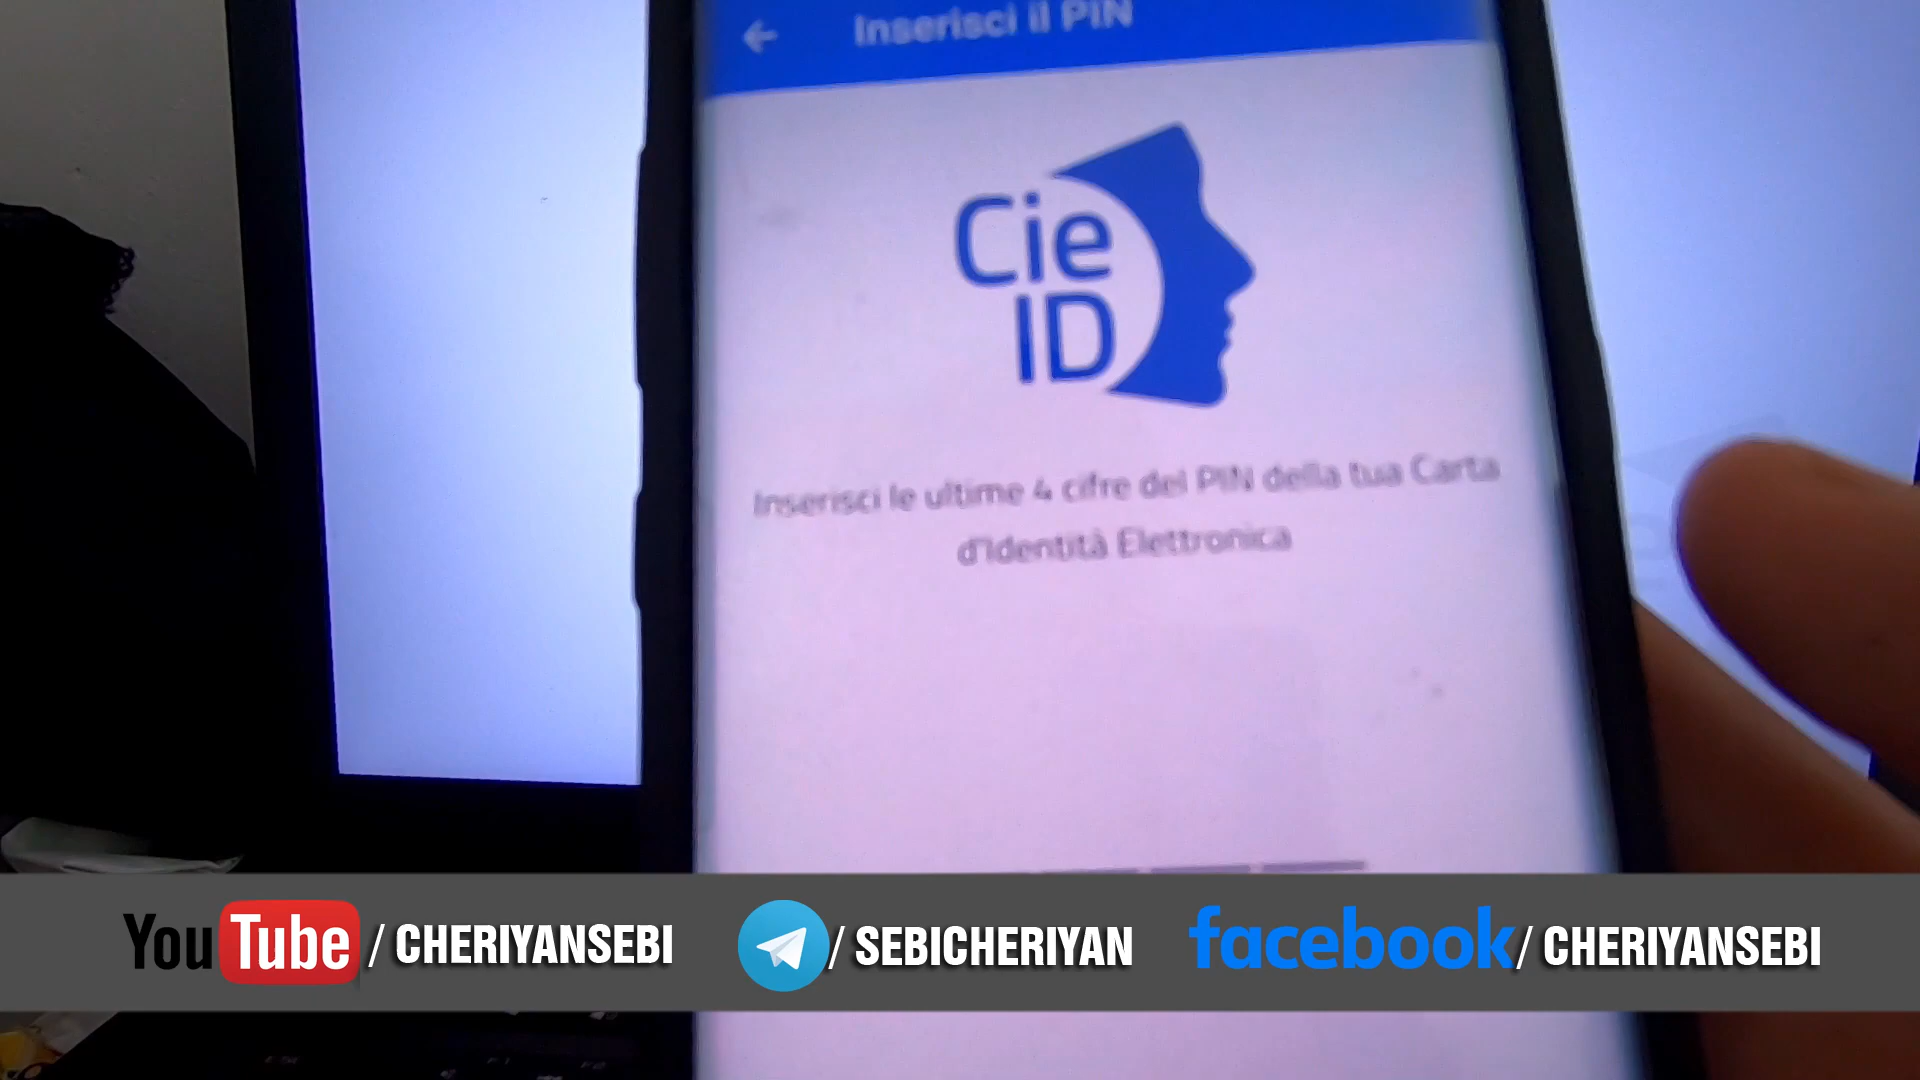 Inserisci il PIN
Cie
ID
Inserisci le ultime 4 cifre del PIN della tua Carta
d'Identità Elettronica
YouTube / CHERIYANSEBI
/ SEBICHERIYAN
facebook / CHERIYANSEBI